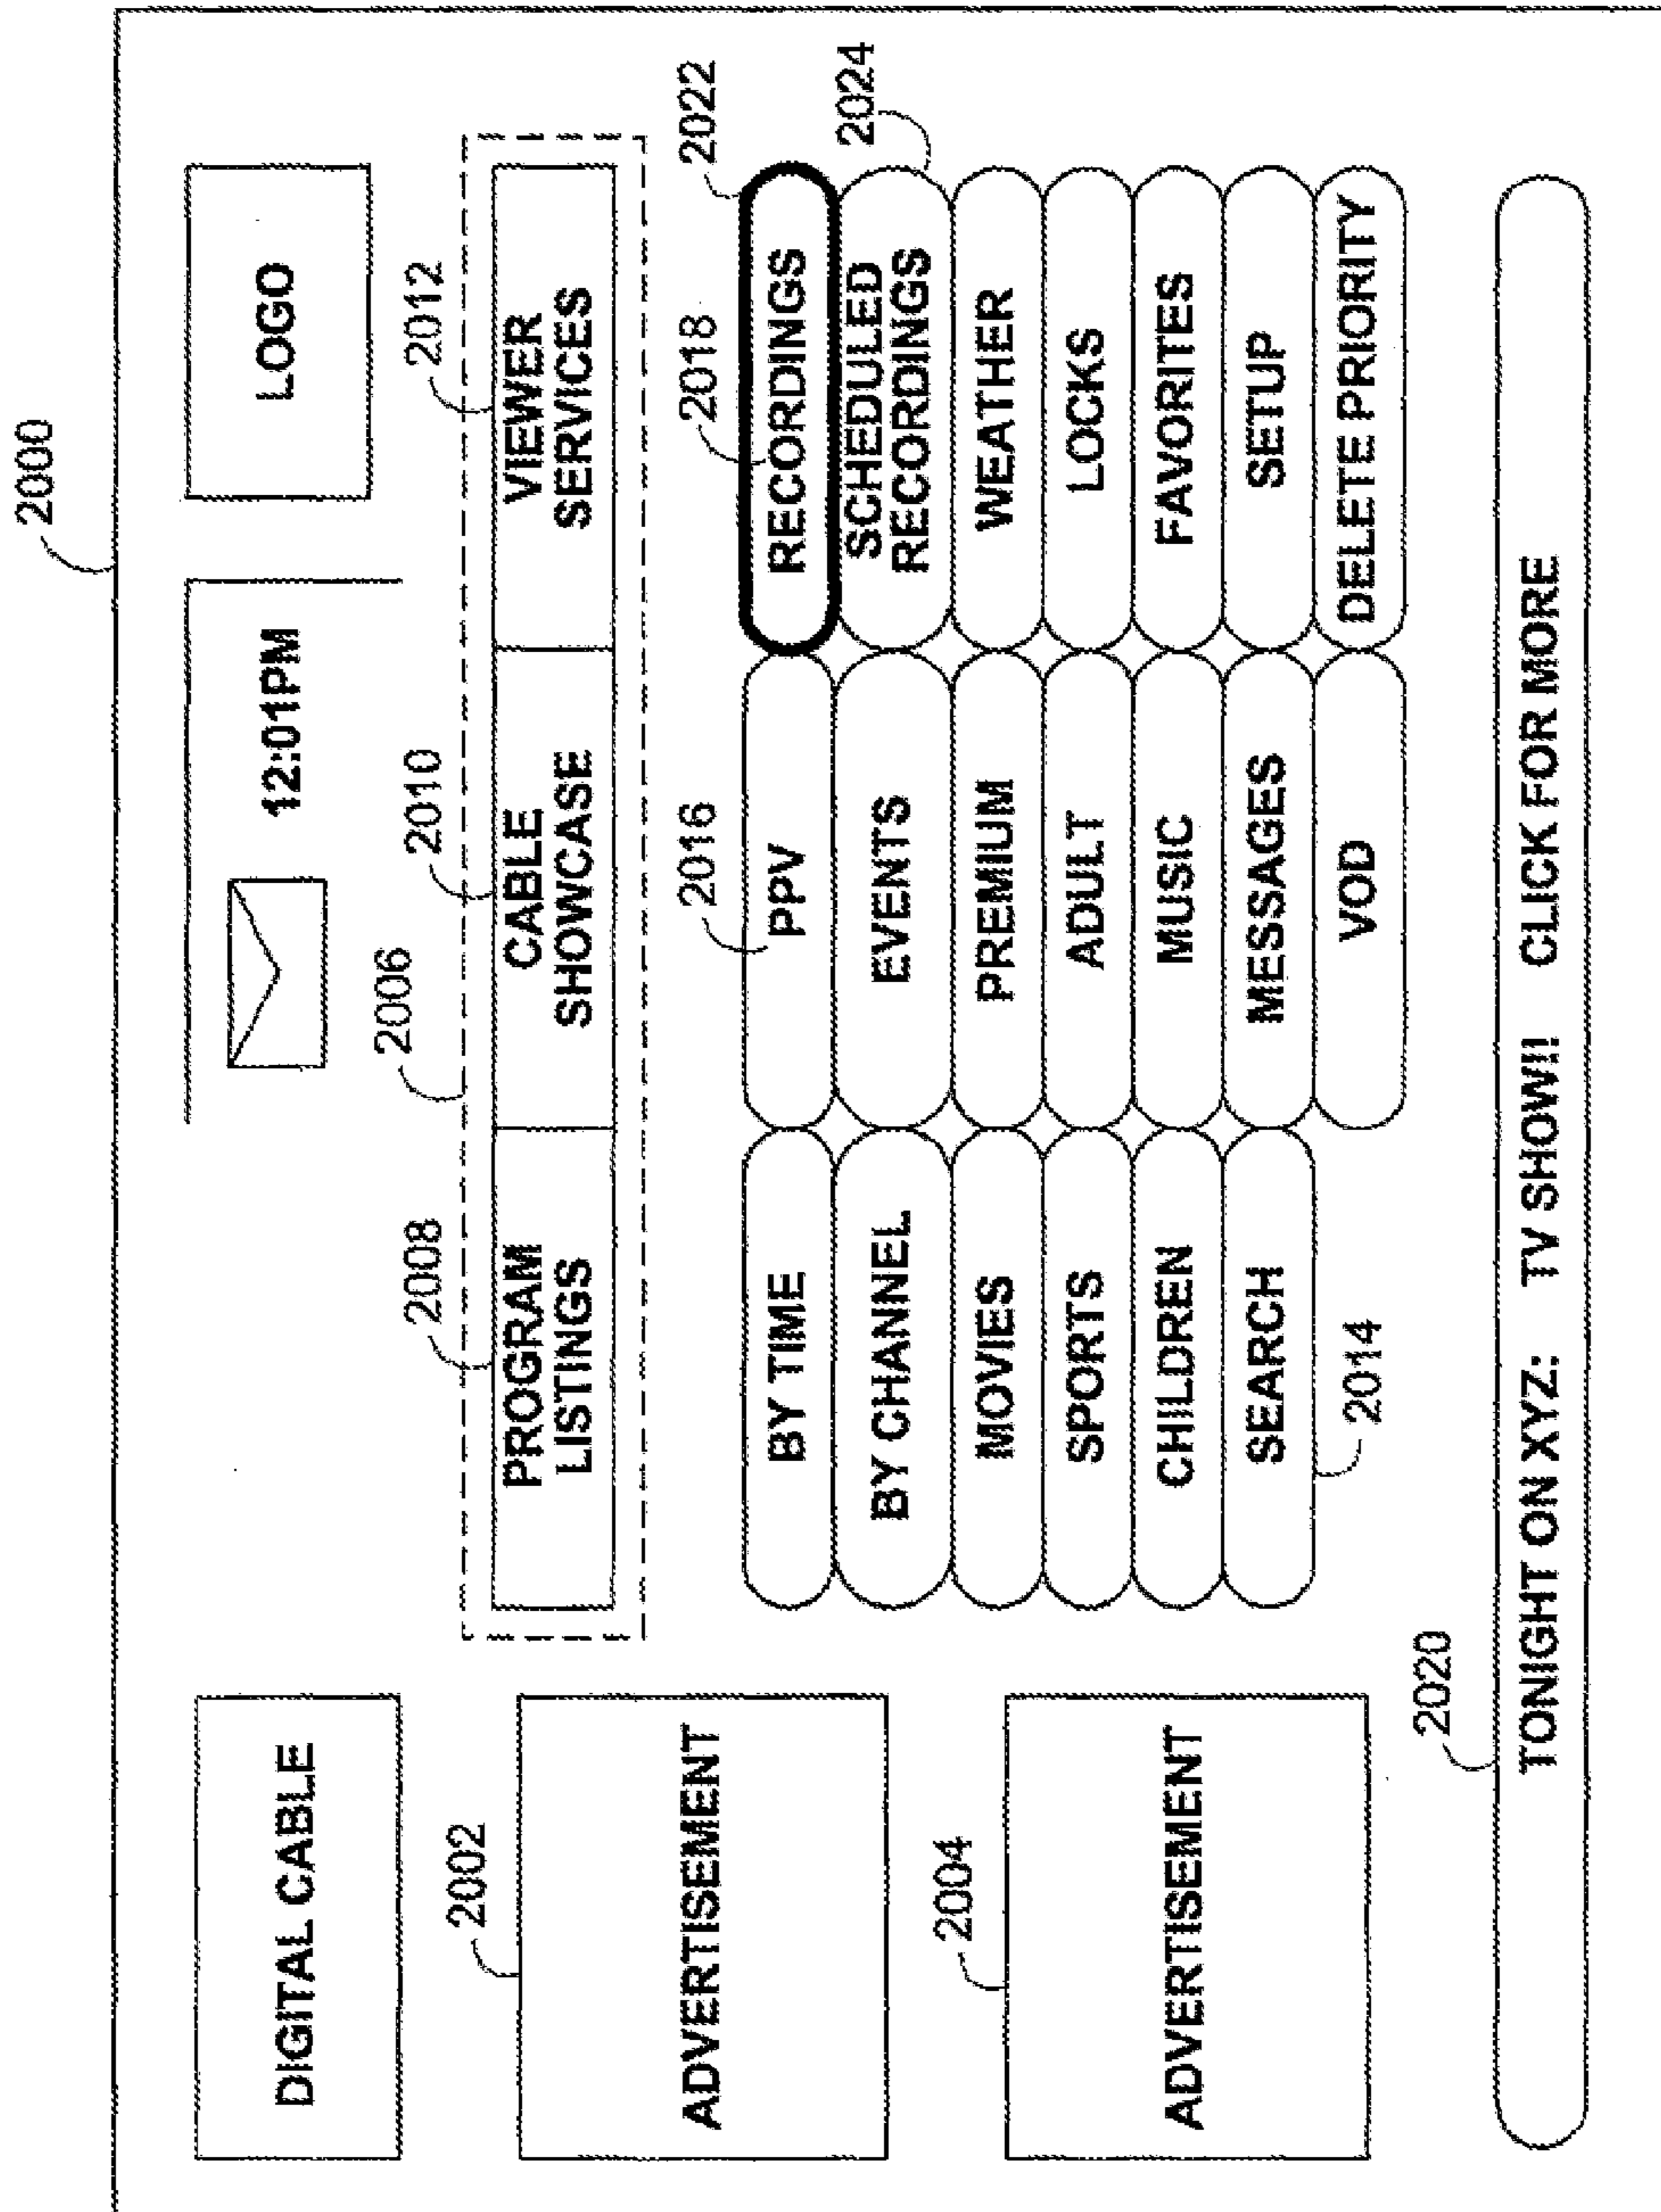 2000
DIGITAL CABLE
12:01PM
LOGO
2006
2008
2010
2012
PROGRAM
LISTINGS
CABLE
SHOWCASE
VIEWER
SERVICES
2002
ADVERTISEMENT
2004
ADVERTISEMENT
2016
2018
2022
BY TIME
PPV
RECORDINGS
2024
BY CHANNEL
EVENTS
SCHEDULED
RECORDINGS
MOVIES
PREMIUM
WEATHER
SPORTS
ADULT
LOCKS
CHILDREN
MUSIC
FAVORITES
SEARCH
MESSAGES
SETUP
2014
VOD
DELETE PRIORITY
2020
TONIGHT ON XYZ: TV SHOW!! CLICK FOR MORE